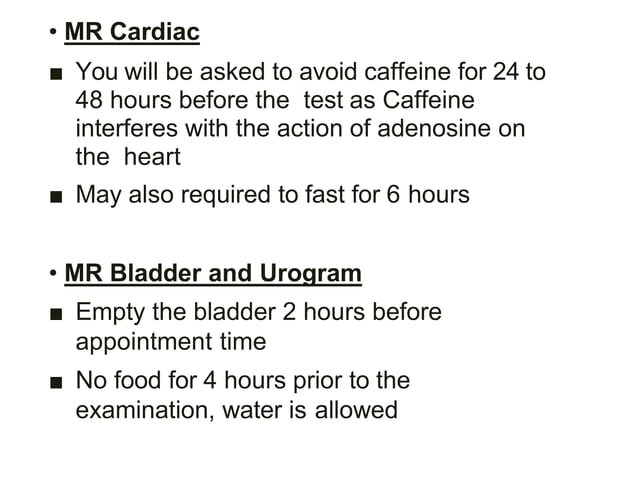 • MR Cardiac
■ You will be asked to avoid caffeine for 24 to
48 hours before the test as Caffeine
interferes with the action of adenosine on
the heart
■ May also required to fast for 6 hours
• MR Bladder and Urogram
■ Empty the bladder 2 hours before
appointment time
■ No food for 4 hours prior to the
examination, water is allowed